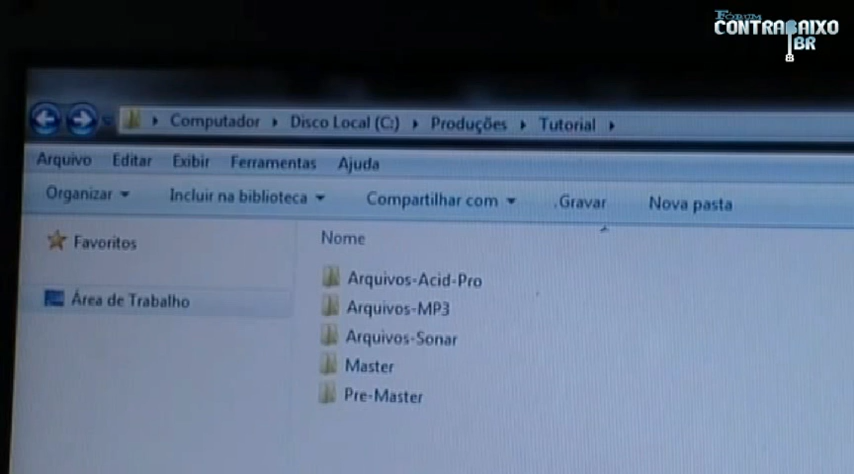 FÓRUM
CONTRABAIXO
BR
Computador Disco Local (C:) Produções Tutorial
Arquivo Editar Exibir Ferramentas Ajuda
Organizar Incluir na biblioteca Compartilhar com Gravar Nova pasta
Favoritos
Nome
Arquivos-Acid-Pro
Área de Trabalho
Arquivos-MP3
Arquivos-Sonar
Master
Pre-Master